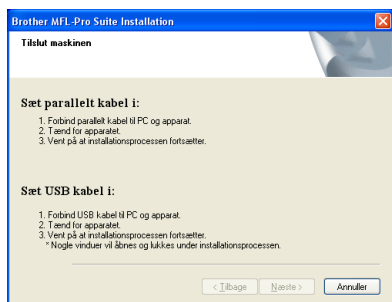 Brother MFL-Pro Suite Installation
Tilslut maskinen
Sæt parallelt kabel i:
1. Forbind parallelt kabel til PC og apparat.
2. Tænd for apparatet.
3. Vent på at installationsprocessen fortsætter.
Sæt USB kabel i:
1. Forbind USB kabel til PC og apparat.
2. Tænd for apparatet.
3. Vent på at installationsprocessen fortsætter.
* Nogle vinduer vil åbnes og lukkes under installationsprocessen.
< Tilbage Næste > Annuller